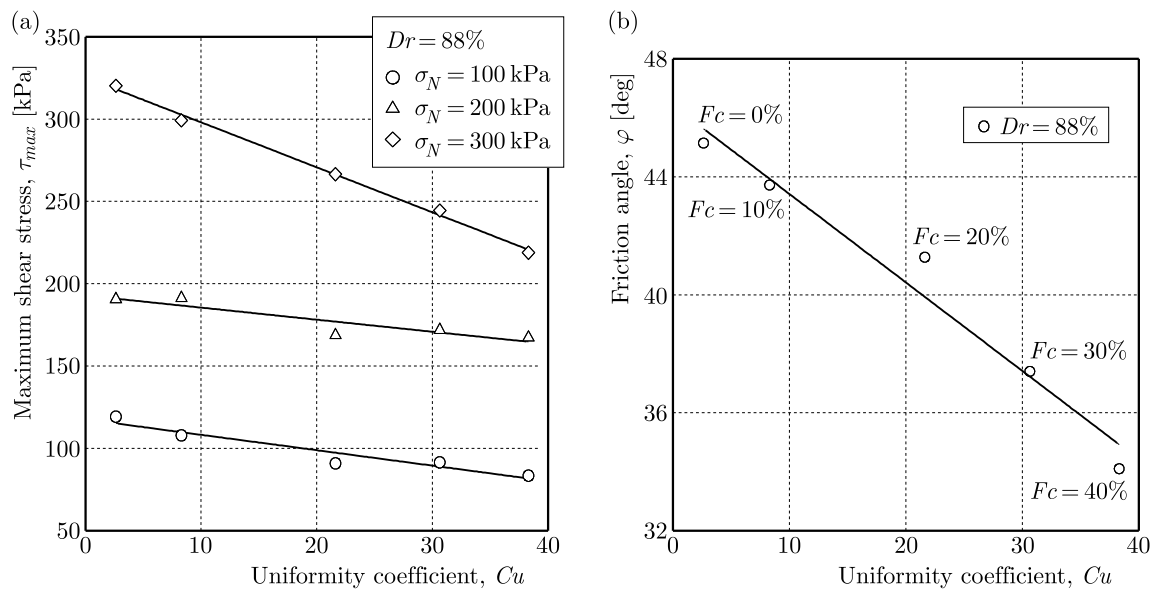 (a)
350
300
250
200
150
100
50
0
10
20
30
40
Maximum shear stress, τmax [kPa]
Uniformity coefficient, Cu
Dr = 88%
σN = 100 kPa
σN = 200 kPa
σN = 300 kPa
(b)
48
44
40
36
32
0
10
20
30
40
Friction angle, φ [deg]
Uniformity coefficient, Cu
Dr = 88%
Fc = 0%
Fc = 10%
Fc = 20%
Fc = 30%
Fc = 40%